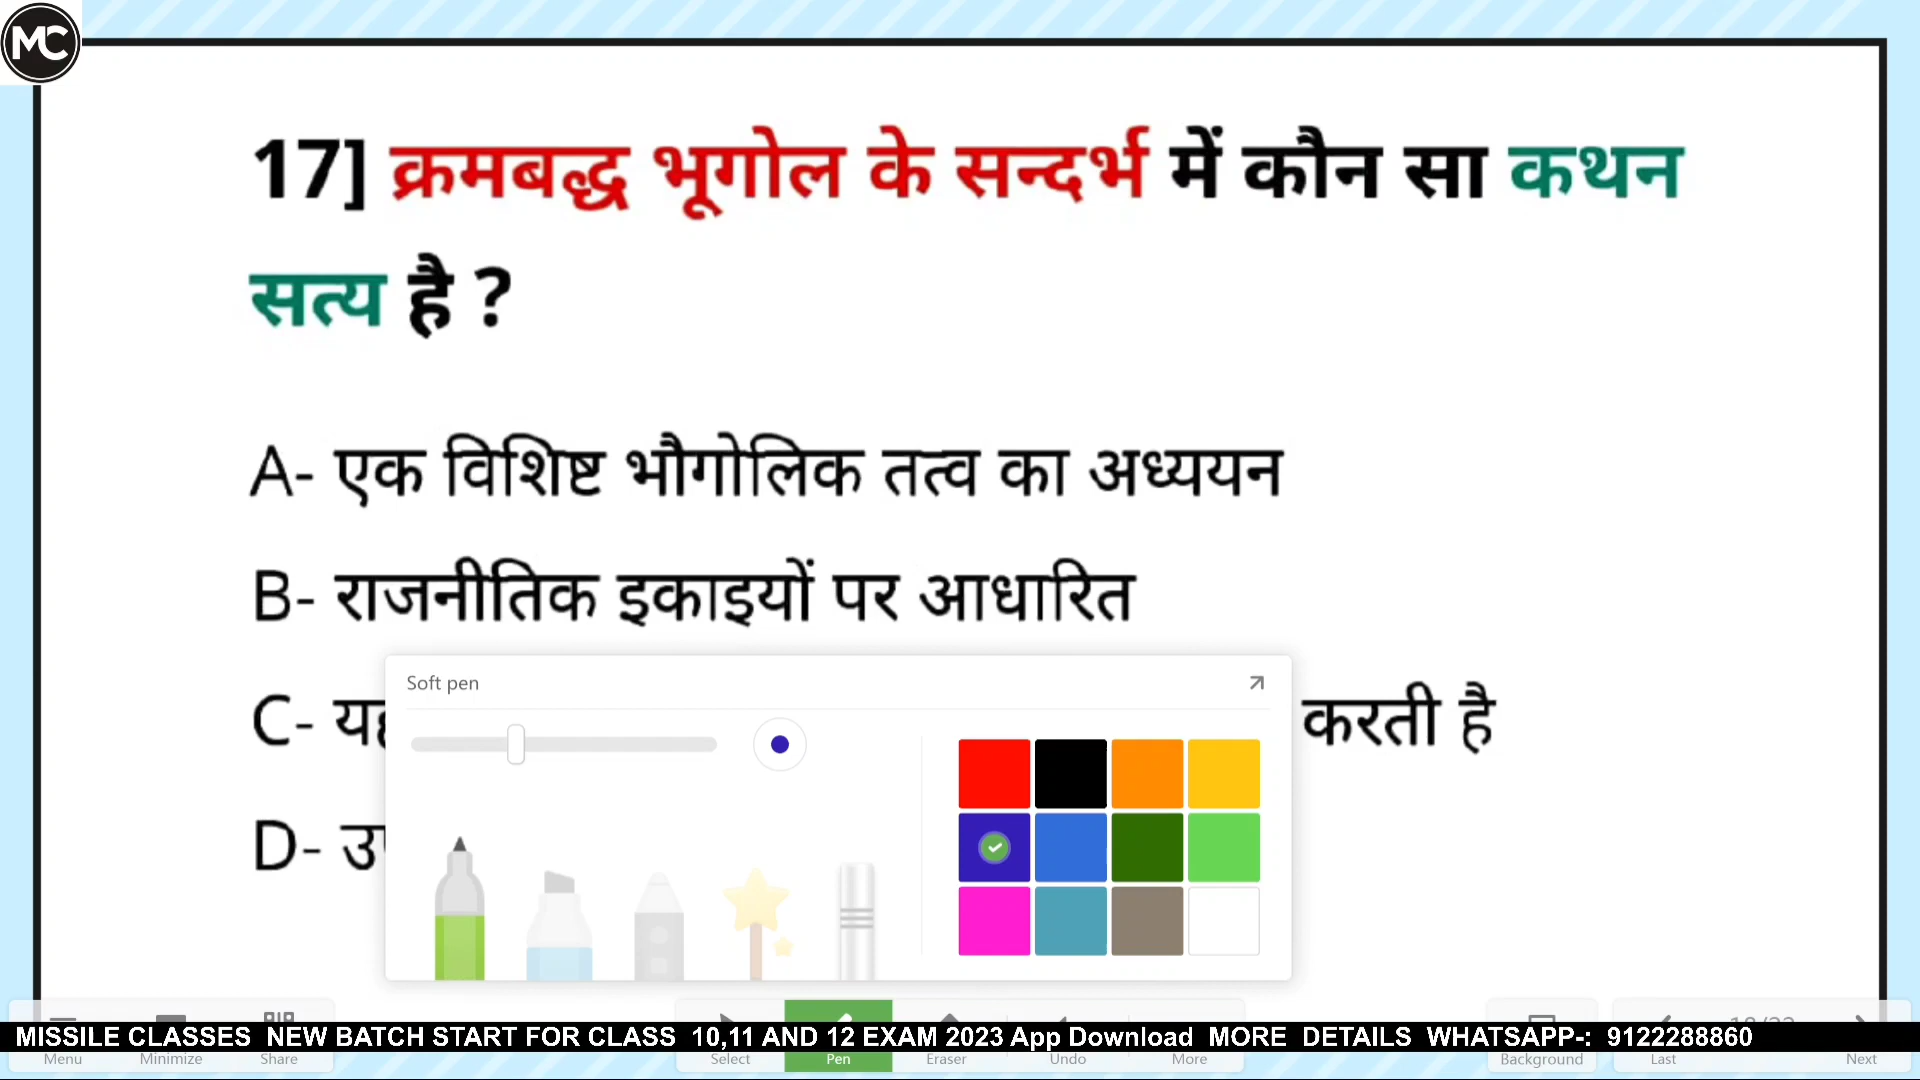 MC
17] क्रमबद्ध भूगोल के सन्दर्भ में कौन सा कथन
सत्य है ?
A- एक विशिष्ट भौगोलिक तत्व का अध्ययन
B- राजनीतिक इकाइयों पर आधारित
Soft pen
C- करती है
D-
MISSILE CLASSES NEW BATCH START FOR CLASS 10,11 AND 12 EXAM 2023 App Download MORE DETAILS WHATSAPP-: 9122288860
Menu Minimize Share Select Pen Eraser Undo More Background Last Next